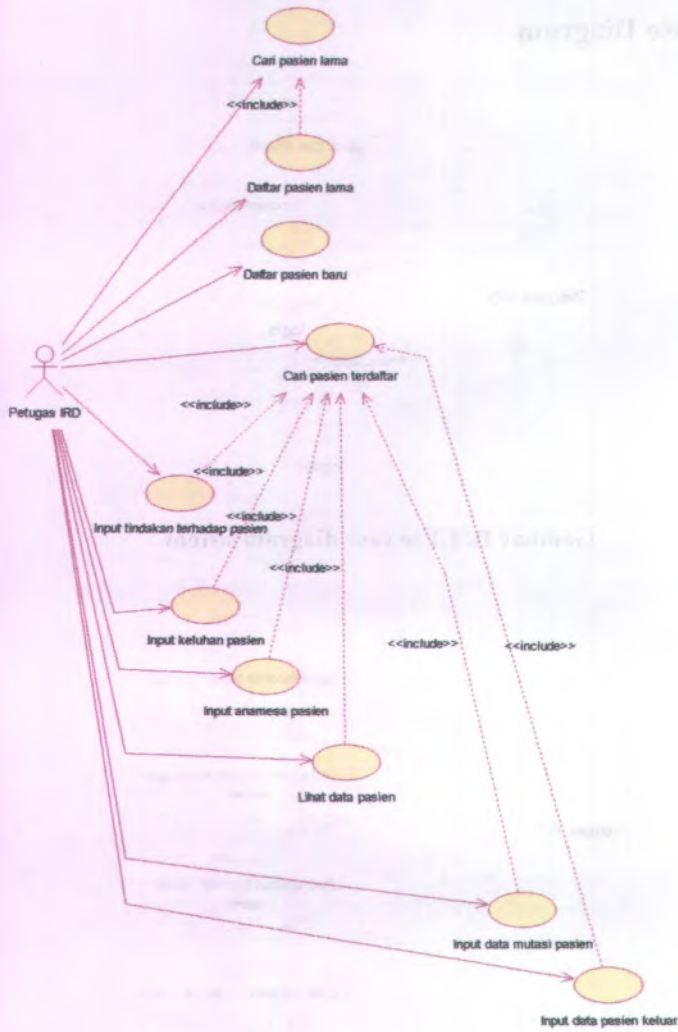 Cari pasien lama
<<include>>
Daftar pasien lama
Daftar pasien baru
Cari pasien terdaftar
Petugas IRD
<<include>>
<<include>>
Input tindakan terhadap pasien
<<include>>
<<include>>
Input keluhan pasien
<<include>>
<<include>>
Input anamesa pasien
Lihat data pasien
Input data mutasi pasien
Input data pasien keluar